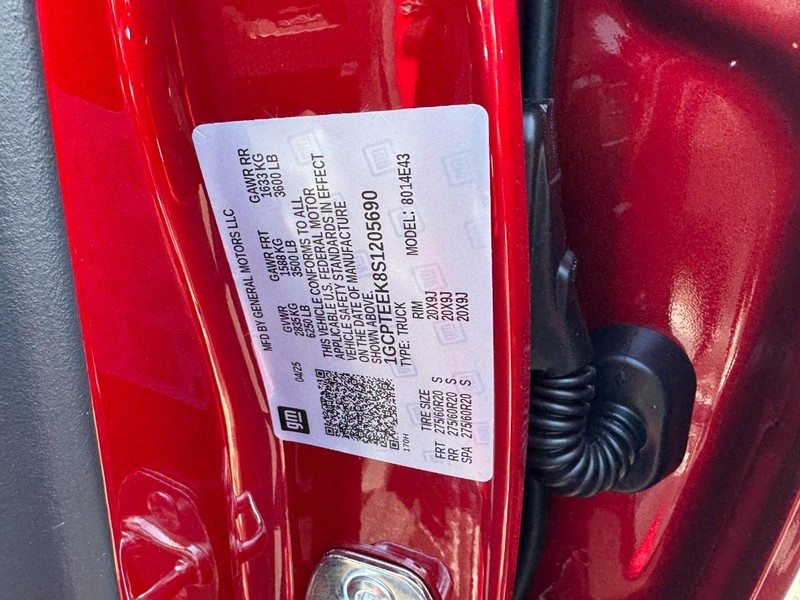 MFD BY GENERAL MOTORS LLC
gm
04/25
GVWR GAWR FRT GAWR RR
2835 KG 1588 KG 1633 KG
6250 LB 3500 LB 3600 LB
THIS VEHICLE CONFORMS TO ALL
APPLICABLE U.S. FEDERAL MOTOR
VEHICLE SAFETY STANDARDS IN EFFECT
ON THE DATE OF MANUFACTURE
SHOWN ABOVE.
1GCPTEEK8S1205690
TYPE: TRUCK MODEL: 8014E43
170H
TIRE SIZE RIM
FRT 275/60R20 S 20X9J
RR 275/60R20 S 20X9J
SPA 275/60R20 S 20X9J